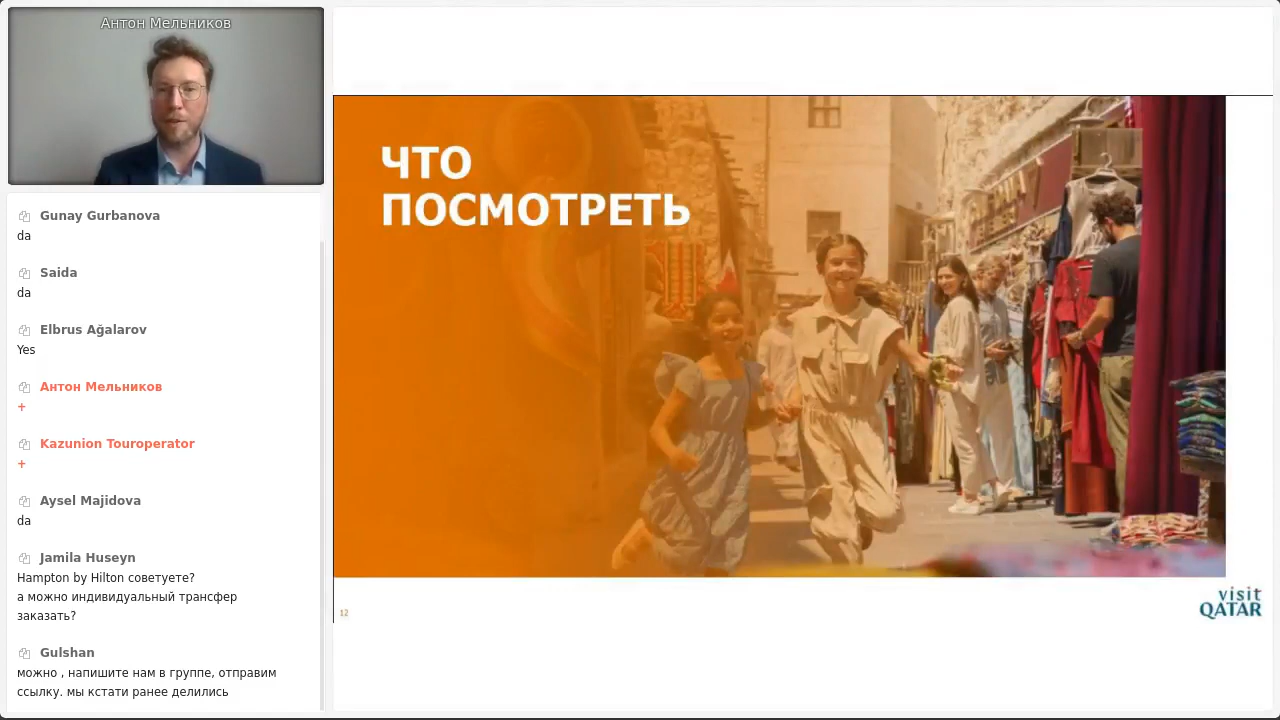 Антон Мельников
Gunay Gurbanova
da
Saida
da
Elbrus Ağalarov
Yes
Антон Мельников
+
Kazunion Touroperator
+
Aysel Majidova
da
Jamila Huseyn
Hampton by Hilton советуете?
а можно индивидуальный трансфер
заказать?
Gulshan
можно , напишите нам в группе, отправим
ссылку. мы кстати ранее делились
ЧТО
ПОСМОТРЕТЬ
12
visit
QATAR